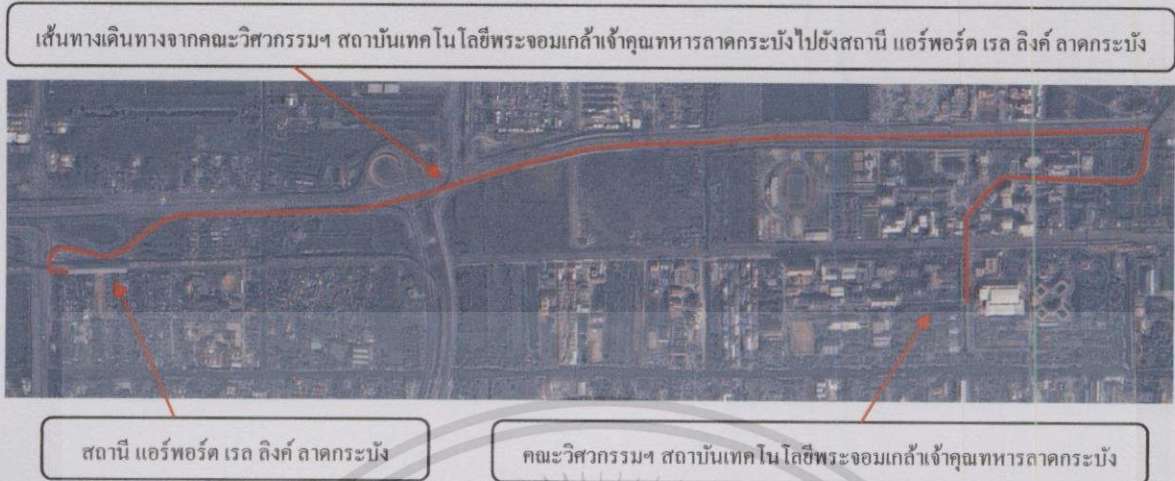 เส้นทางเดินทางจากคณะวิศวกรรมฯ สถาบันเทคโนโลยีพระจอมเกล้าเจ้าคุณทหารลาดกระบังไปยังสถานี แอร์พอร์ต เรล ลิงค์ ลาดกระบัง
สถานี แอร์พอร์ต เรล ลิงค์ ลาดกระบัง
คณะวิศวกรรมฯ สถาบันเทคโนโลยีพระจอมเกล้าเจ้าคุณทหารลาดกระบัง